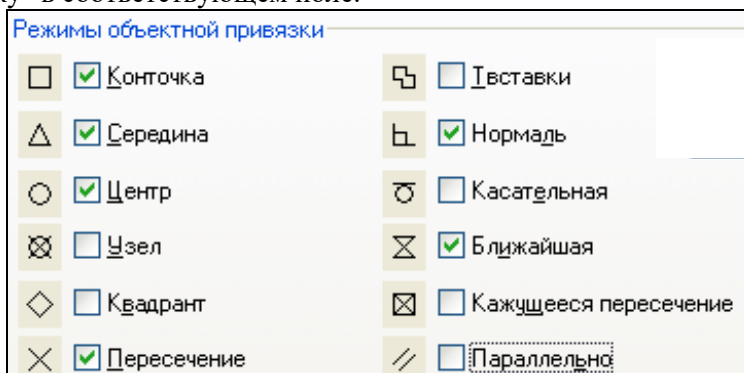 в соответствующем поле.
Режимы объектной привязки
Конточка
Твставки
Середина
Нормаль
Центр
Касательная
Узел
Ближайшая
Квадрант
Кажущееся пересечение
Пересечение
Параллельно